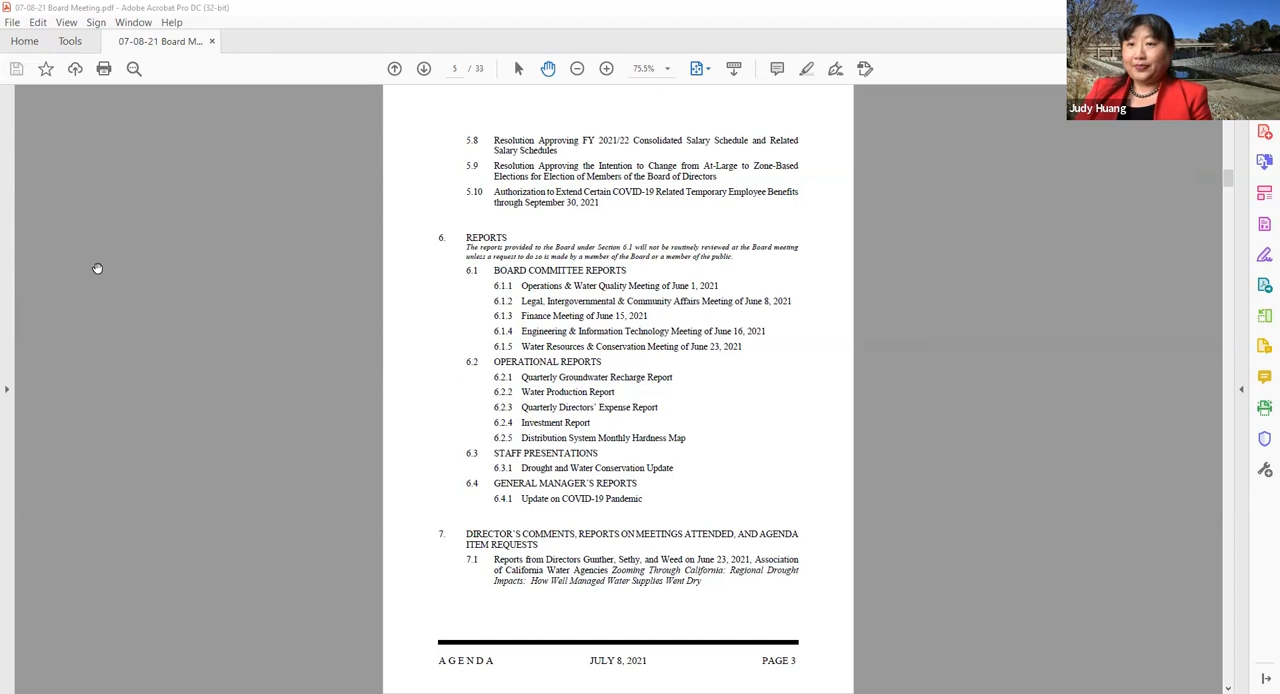 07-08-21 Board Meeting.pdf - Adobe Acrobat Pro DC (32-bit)
File Edit View Sign Window Help
Home Tools 07-08-21 Board M... ×
5 / 33 75.5%
Judy Huang
5.8 Resolution Approving FY 2021/22 Consolidated Salary Schedule and Related
Salary Schedules
5.9 Resolution Approving the Intention to Change from At-Large to Zone-Based
Elections for Election of Members of the Board of Directors
5.10 Authorization to Extend Certain COVID-19 Related Temporary Employee Benefits
through September 30, 2021
6. REPORTS
The reports provided to the Board under Section 6.1 will not be routinely reviewed at the Board meeting
unless a request to do so is made by a member of the Board or a member of the public.
6.1 BOARD COMMITTEE REPORTS
6.1.1 Operations & Water Quality Meeting of June 1, 2021
6.1.2 Legal, Intergovernmental & Community Affairs Meeting of June 8, 2021
6.1.3 Finance Meeting of June 15, 2021
6.1.4 Engineering & Information Technology Meeting of June 16, 2021
6.1.5 Water Resources & Conservation Meeting of June 23, 2021
6.2 OPERATIONAL REPORTS
6.2.1 Quarterly Groundwater Recharge Report
6.2.2 Water Production Report
6.2.3 Quarterly Directors' Expense Report
6.2.4 Investment Report
6.2.5 Distribution System Monthly Hardness Map
6.3 STAFF PRESENTATIONS
6.3.1 Drought and Water Conservation Update
6.4 GENERAL MANAGER'S REPORTS
6.4.1 Update on COVID-19 Pandemic
7. DIRECTOR'S COMMENTS, REPORTS ON MEETINGS ATTENDED, AND AGENDA
ITEM REQUESTS
7.1 Reports from Directors Gunther, Sethy, and Weed on June 23, 2021, Association
of California Water Agencies Zooming Through California: Regional Drought
Impacts: How Well Managed Water Supplies Went Dry
AGENDA JULY 8, 2021 PAGE 3